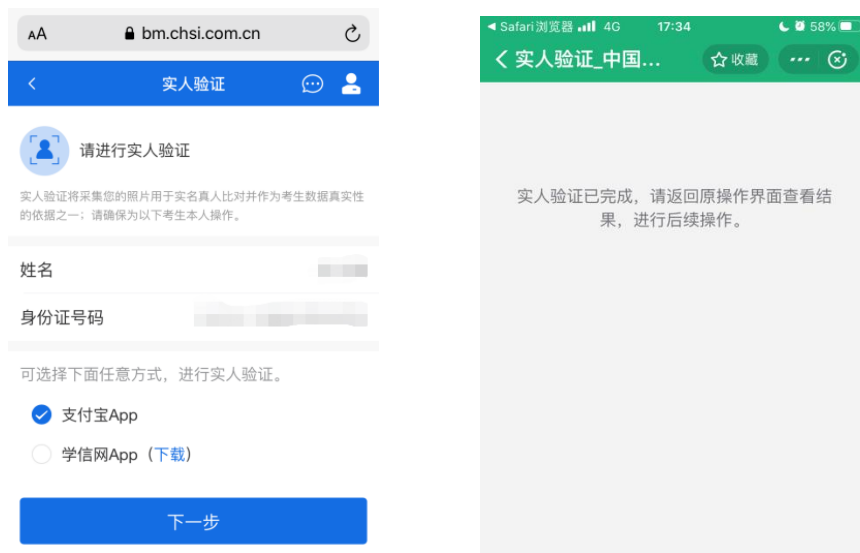 AA bm.chsi.com.cn
实人验证
请进行实人验证
实人验证将采集您的照片用于实名真人比对并作为考生数据真实性
的依据之一；请确保为以下考生本人操作。
姓名
身份证号码
可选择下面任意方式，进行实人验证。
支付宝App
学信网App（下载）
下一步
Safari浏览器 4G 17:34 58%
实人验证_中国... 收藏
实人验证已完成，请返回原操作界面查看结
果，进行后续操作。